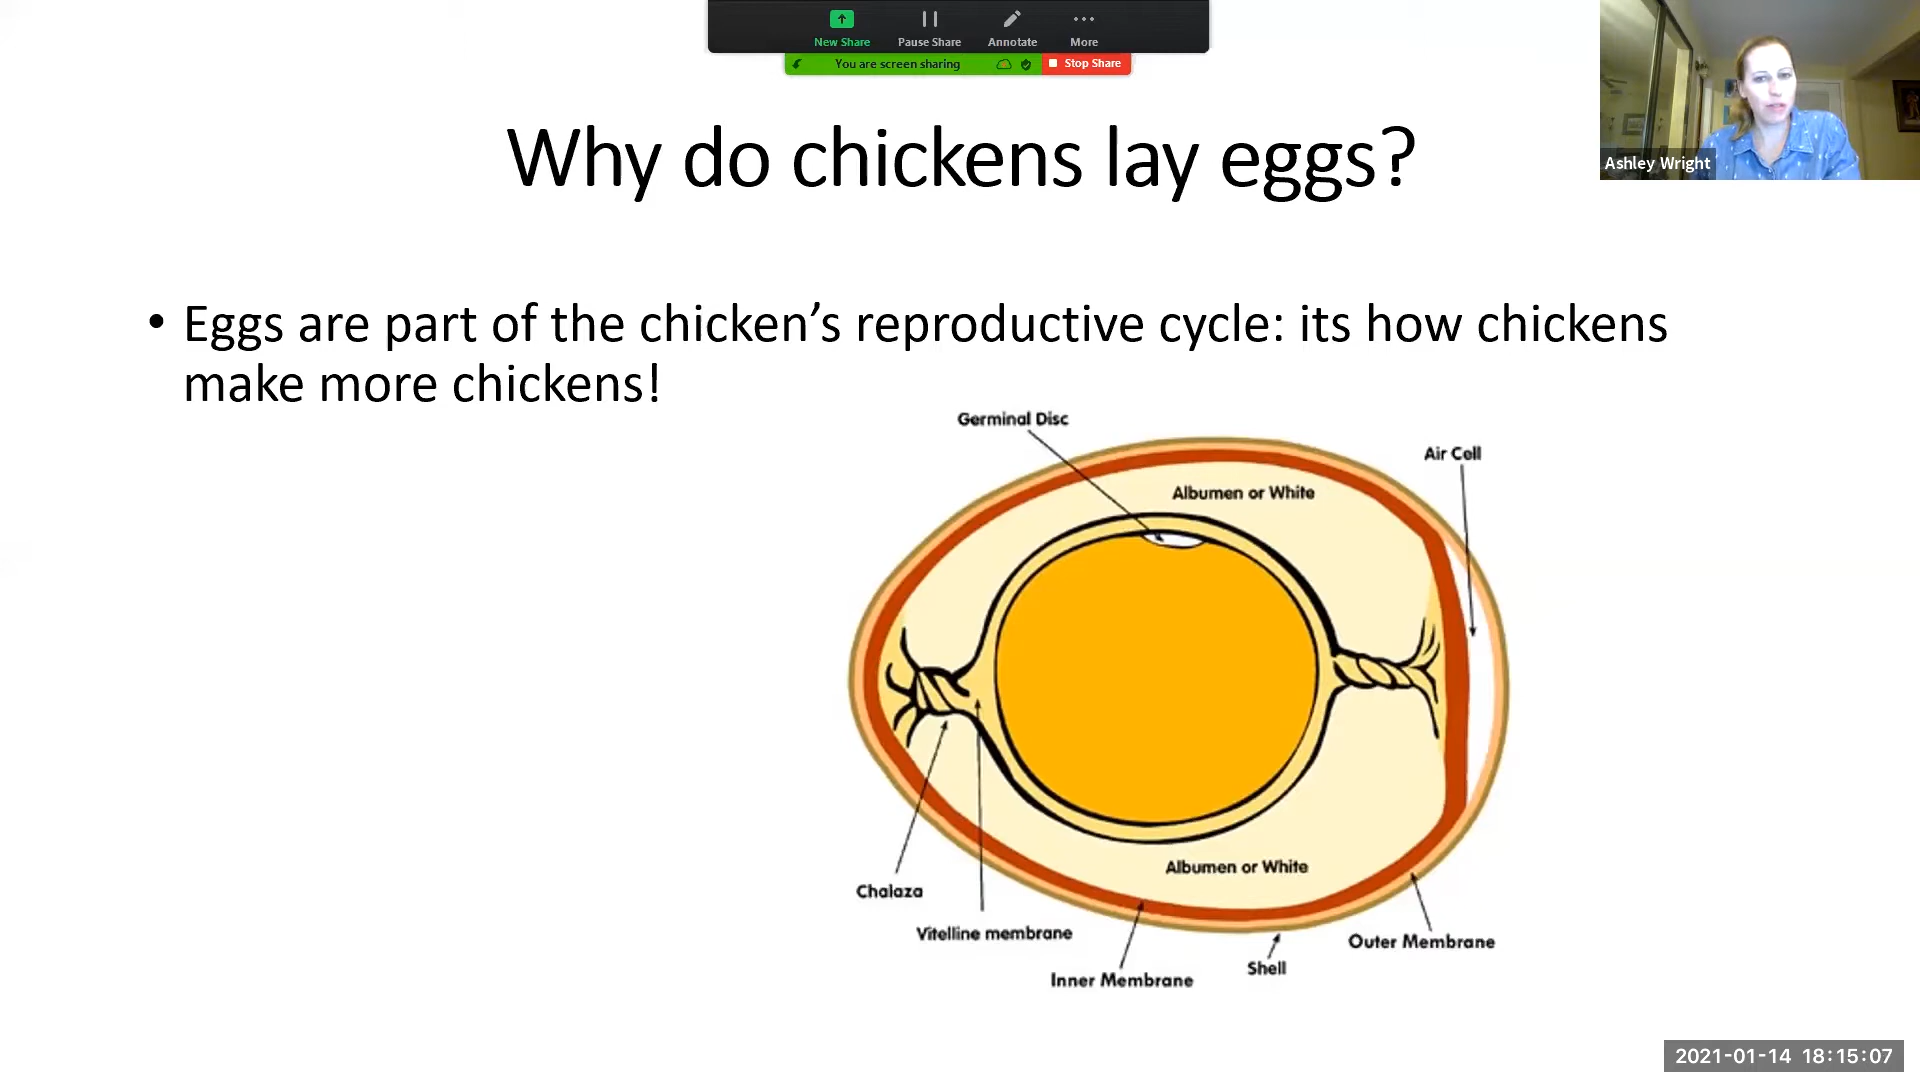 New Share Pause Share Annotate More
You are screen sharing Stop Share
Ashley Wright
Why do chickens lay eggs?
• Eggs are part of the chicken’s reproductive cycle: its how chickens
make more chickens!
Germinal Disc
Air Cell
Albumen or White
Albumen or White
Chalaza
Vitelline membrane
Outer Membrane
Shell
Inner Membrane
2021-01-14 18:15:07